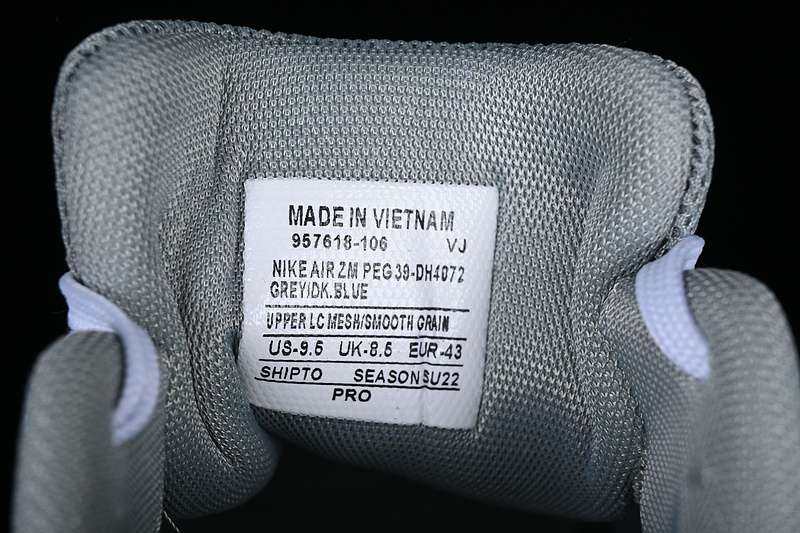 MADE IN VIETNAM
957618-106 VJ
NIKE AIR ZM PEG 39-DH4072
GREY/DK.BLUE
UPPER LC MESH/SMOOTH GRAIN
US-9.5 UK-8.5 EUR-43
SHIPTO SEASON SU22
PRO